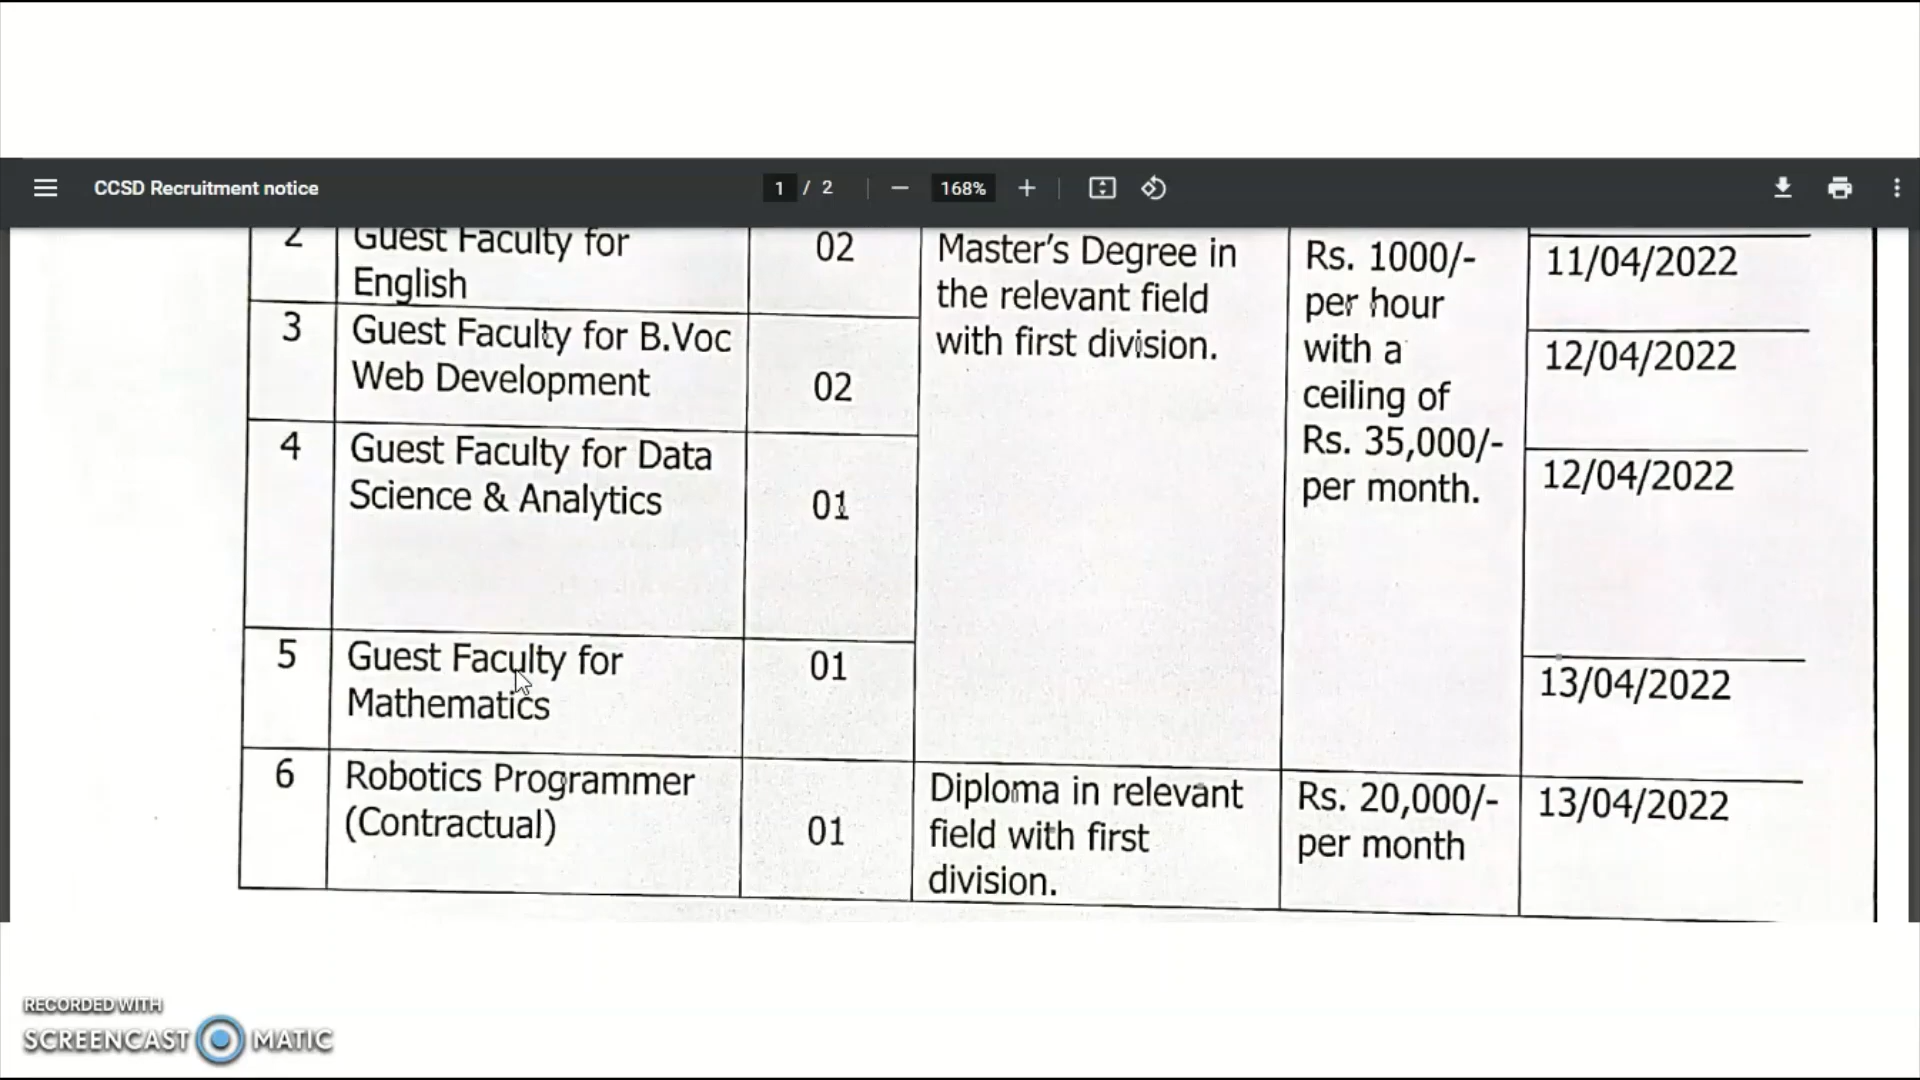 CCSD Recruitment notice
1 / 2
168%
2
Guest Faculty for
English
02
Master's Degree in
the relevant field
with first division.
Rs. 1000/-
per hour
with a
ceiling of
Rs. 35,000/-
per month.
11/04/2022
3
Guest Faculty for B.Voc
Web Development
02
12/04/2022
4
Guest Faculty for Data
Science & Analytics
01
12/04/2022
5
Guest Faculty for
Mathematics
01
13/04/2022
6
Robotics Programmer
(Contractual)
01
Diploma in relevant
field with first
division.
Rs. 20,000/-
per month
13/04/2022
RECORDED WITH
SCREENCAST MATIC